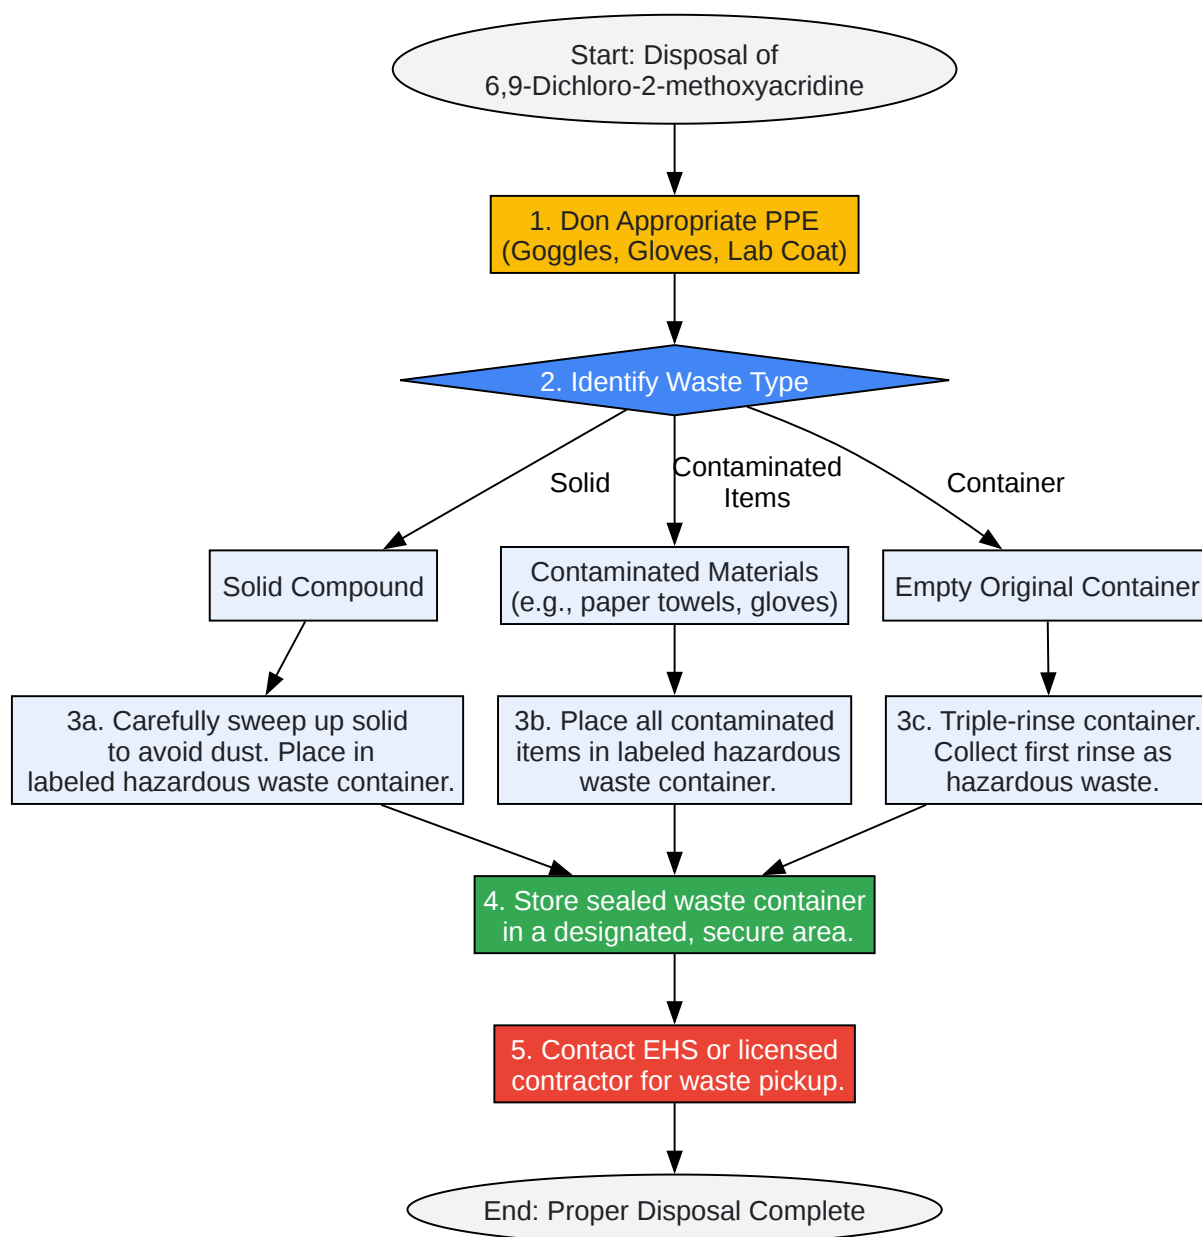 Start: Disposal of
6,9-Dichloro-2-methoxyacridine
1. Don Appropriate PPE
(Goggles, Gloves, Lab Coat)
2. Identify Waste Type
Solid
Contaminated
Items
Container
Solid Compound
Contaminated Materials
(e.g., paper towels, gloves)
Empty Original Container
3a. Carefully sweep up solid
to avoid dust. Place in
labeled hazardous waste container.
3b. Place all contaminated
items in labeled hazardous
waste container.
3c. Triple-rinse container.
Collect first rinse as
hazardous waste.
4. Store sealed waste container
in a designated, secure area.
5. Contact EHS or licensed
contractor for waste pickup.
End: Proper Disposal Complete